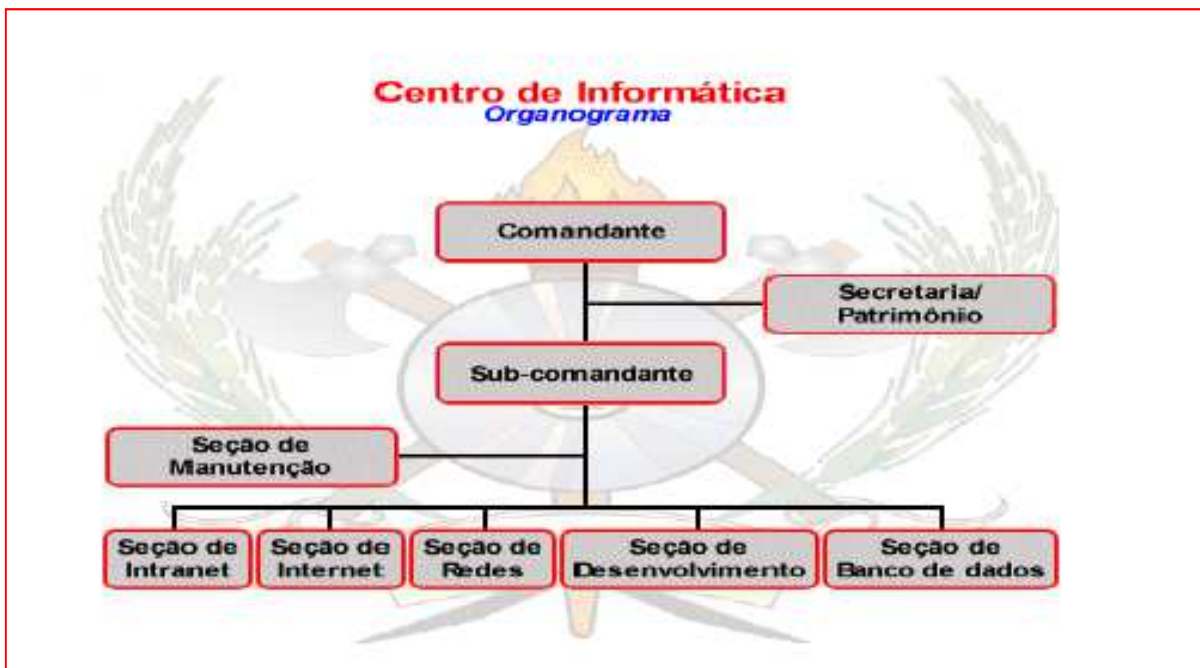 Centro de Informática
Organograma
Comandante
Secretaria/
Patrimônio
Sub-comandante
Seção de
Manutenção
Seção de
Intranet
Seção de
Internet
Seção de
Redes
Seção de
Desenvolvimento
Seção de
Banco de dados